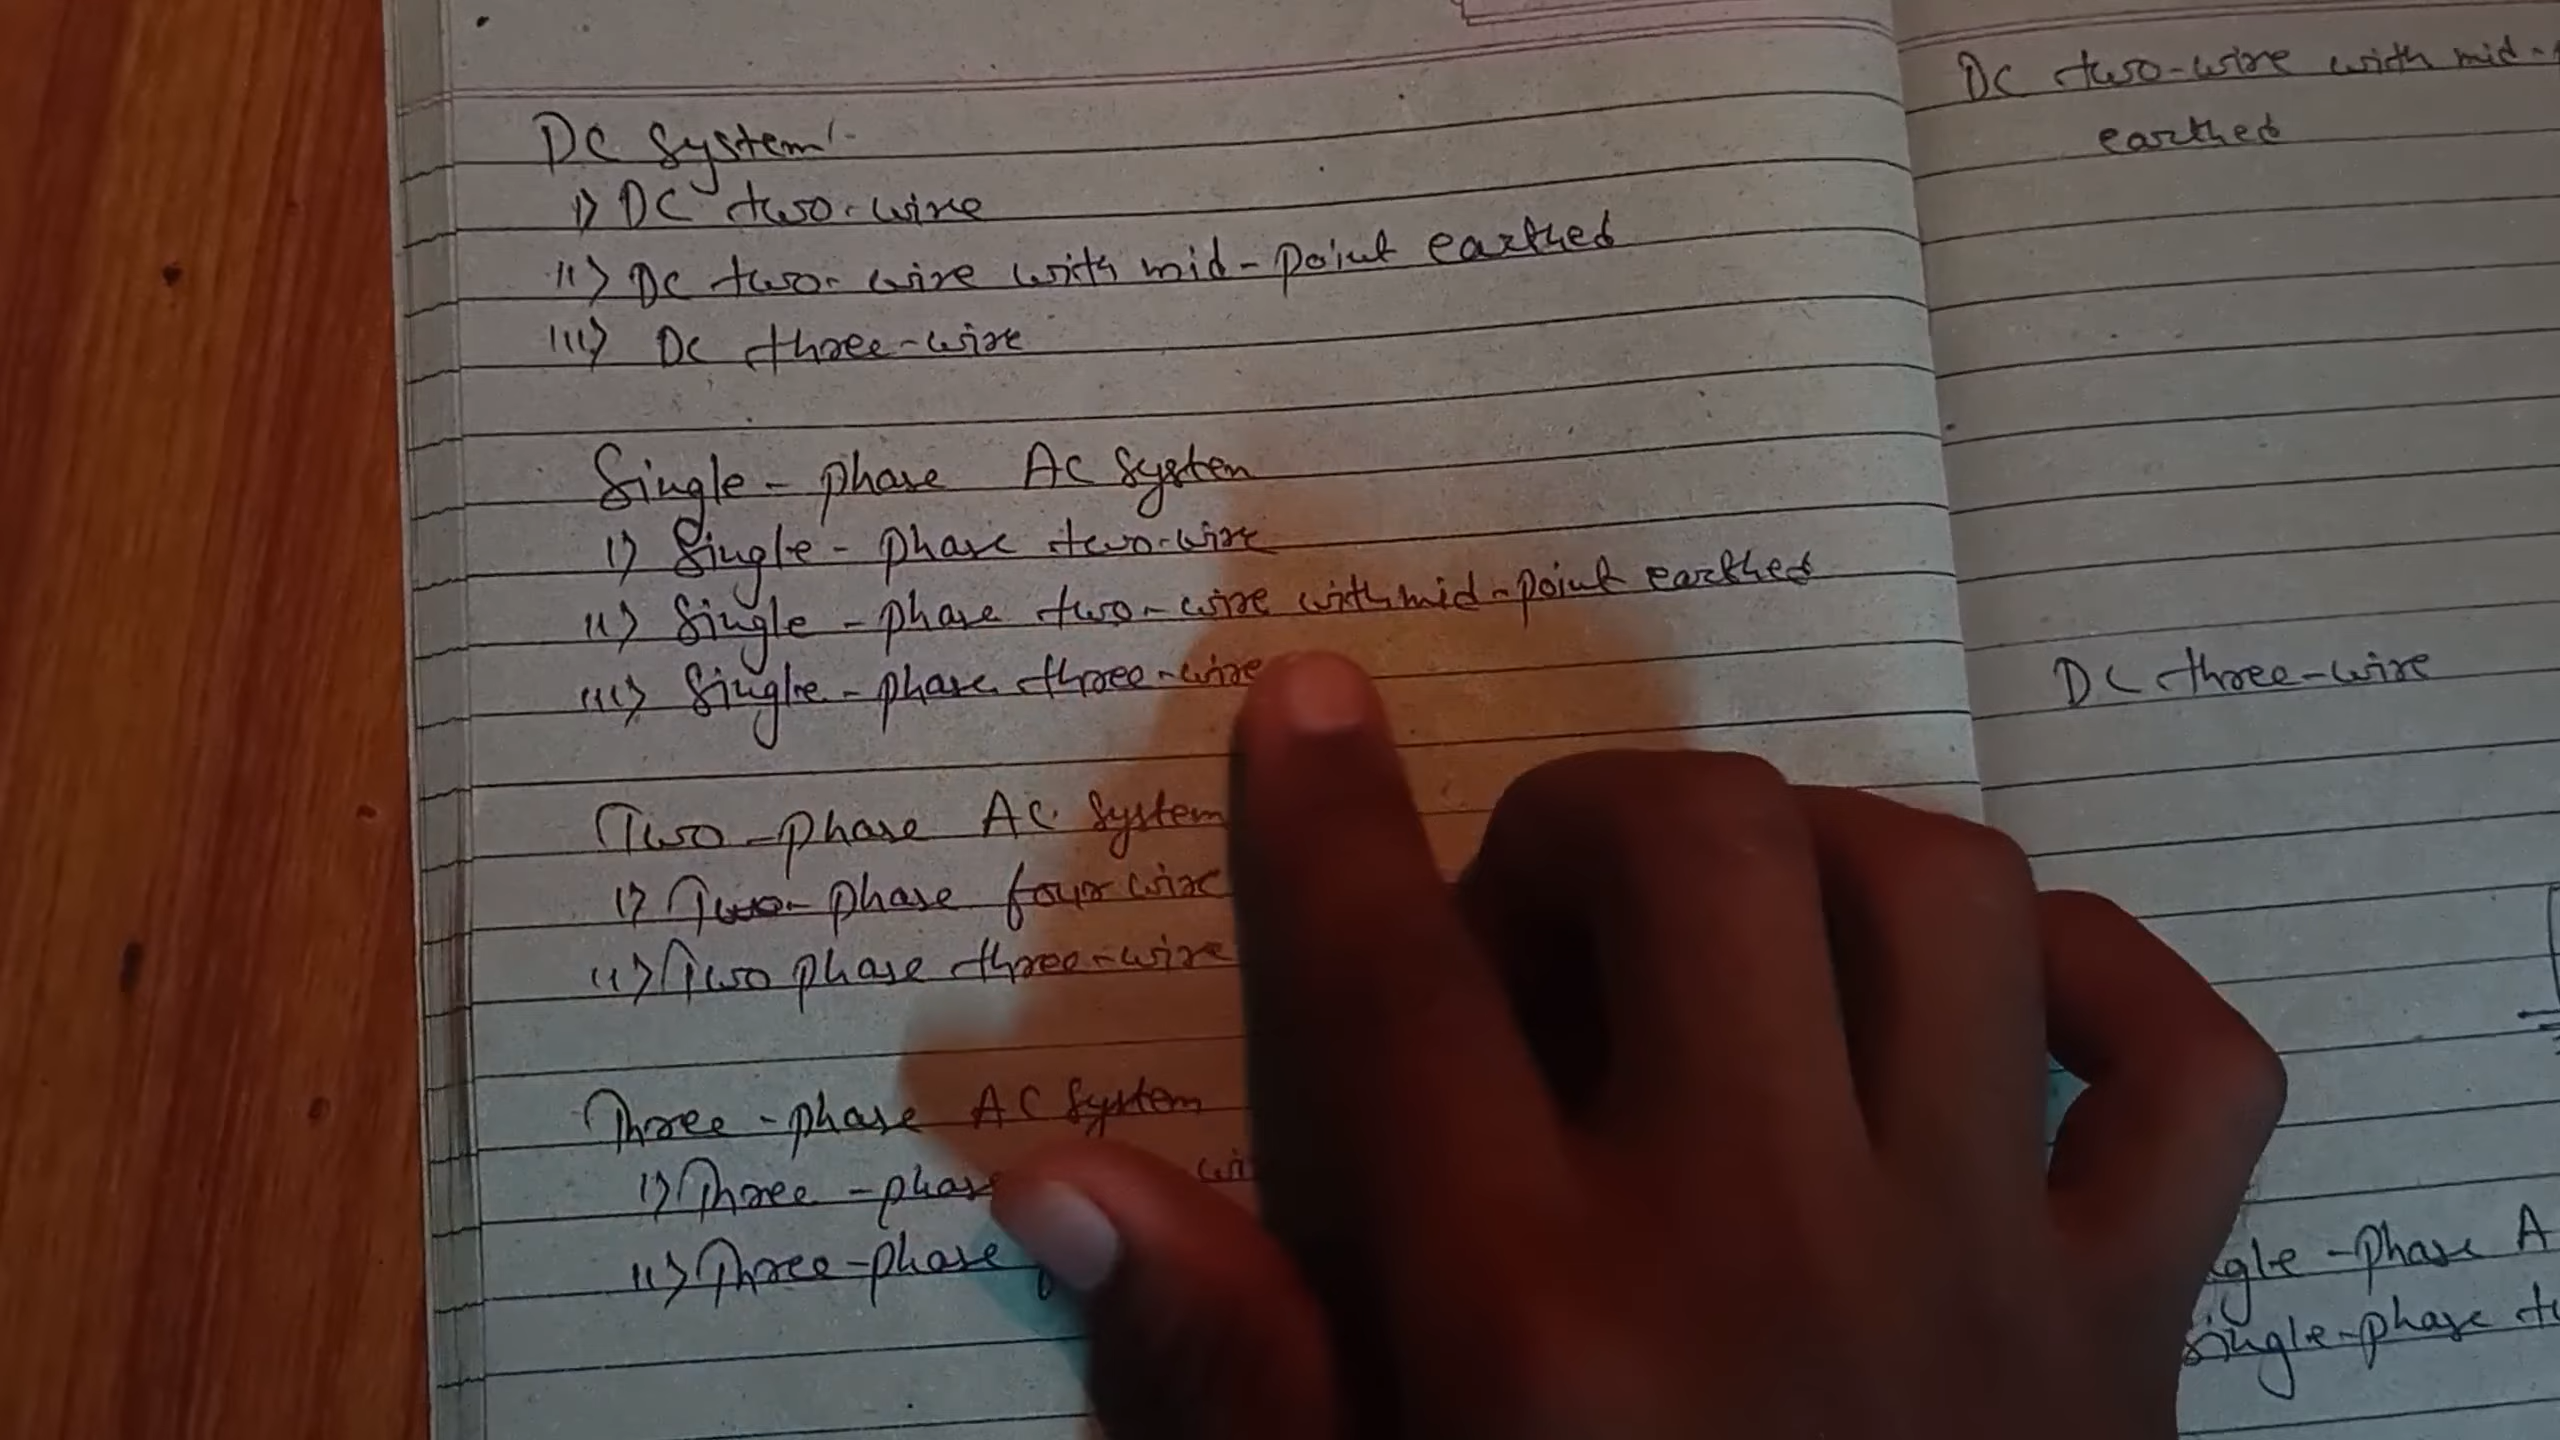 DC System:-
i) DC two-wire
ii) DC two-wire with mid-point earthed
iii) DC three-wire
Single-phase AC System
i) Single-phase two-wire
ii) Single-phase two-wire with mid-point earthed
iii) Single-phase three-wire
Two-phase AC System
i) Two-phase four wire
ii) Two phase three-wire
Three-phase AC System
i) Three-phase
ii) Three-phase
DC two-wire with mid-
earthed
DC three-wire
-phase A
Single-phase